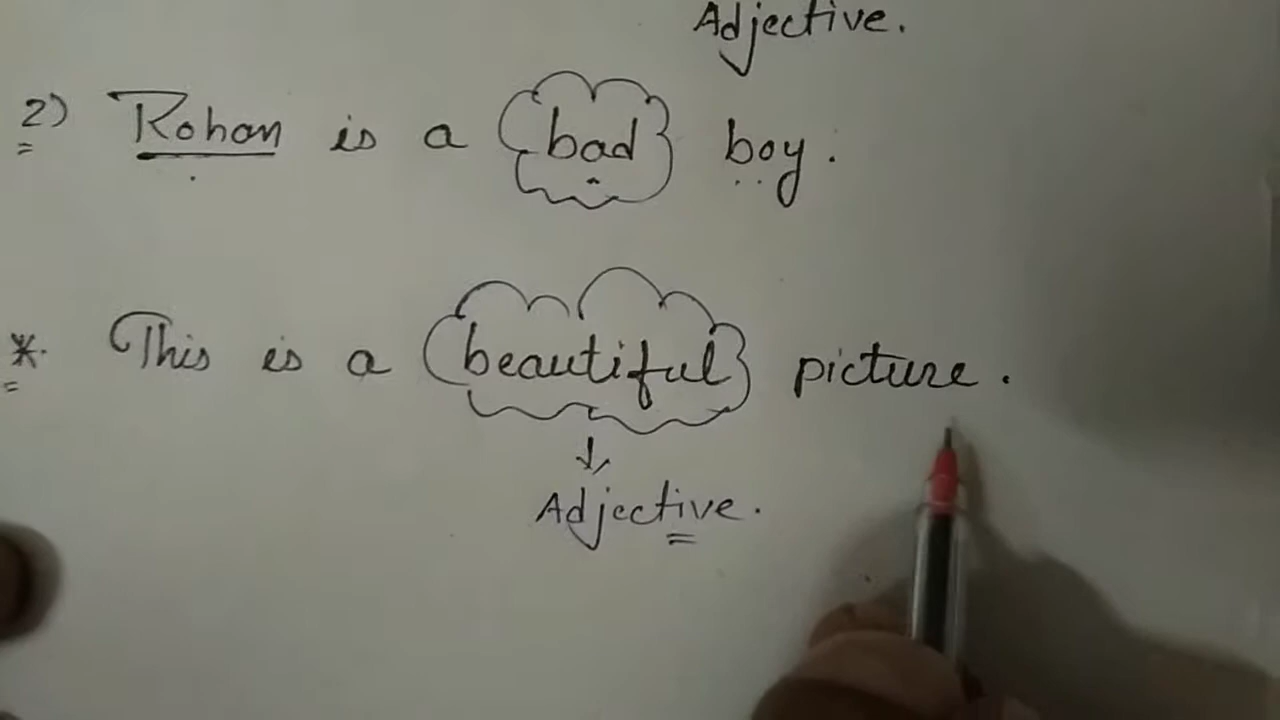 Adjective.
2) Rohan is a bad boy.
*. This is a beautiful picture.
Adjective.